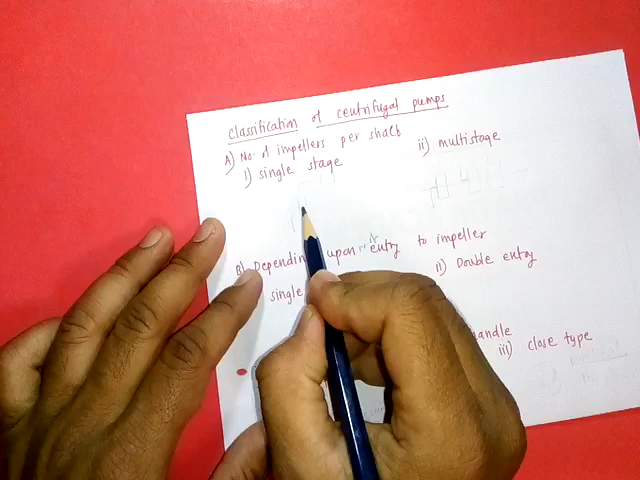 Classification of centrifugal pumps
A) No. of impellers per shaft
i) single stage ii) multistage
B) Depending upon entry to impeller
single ii) Double entry
handle
iii) close type